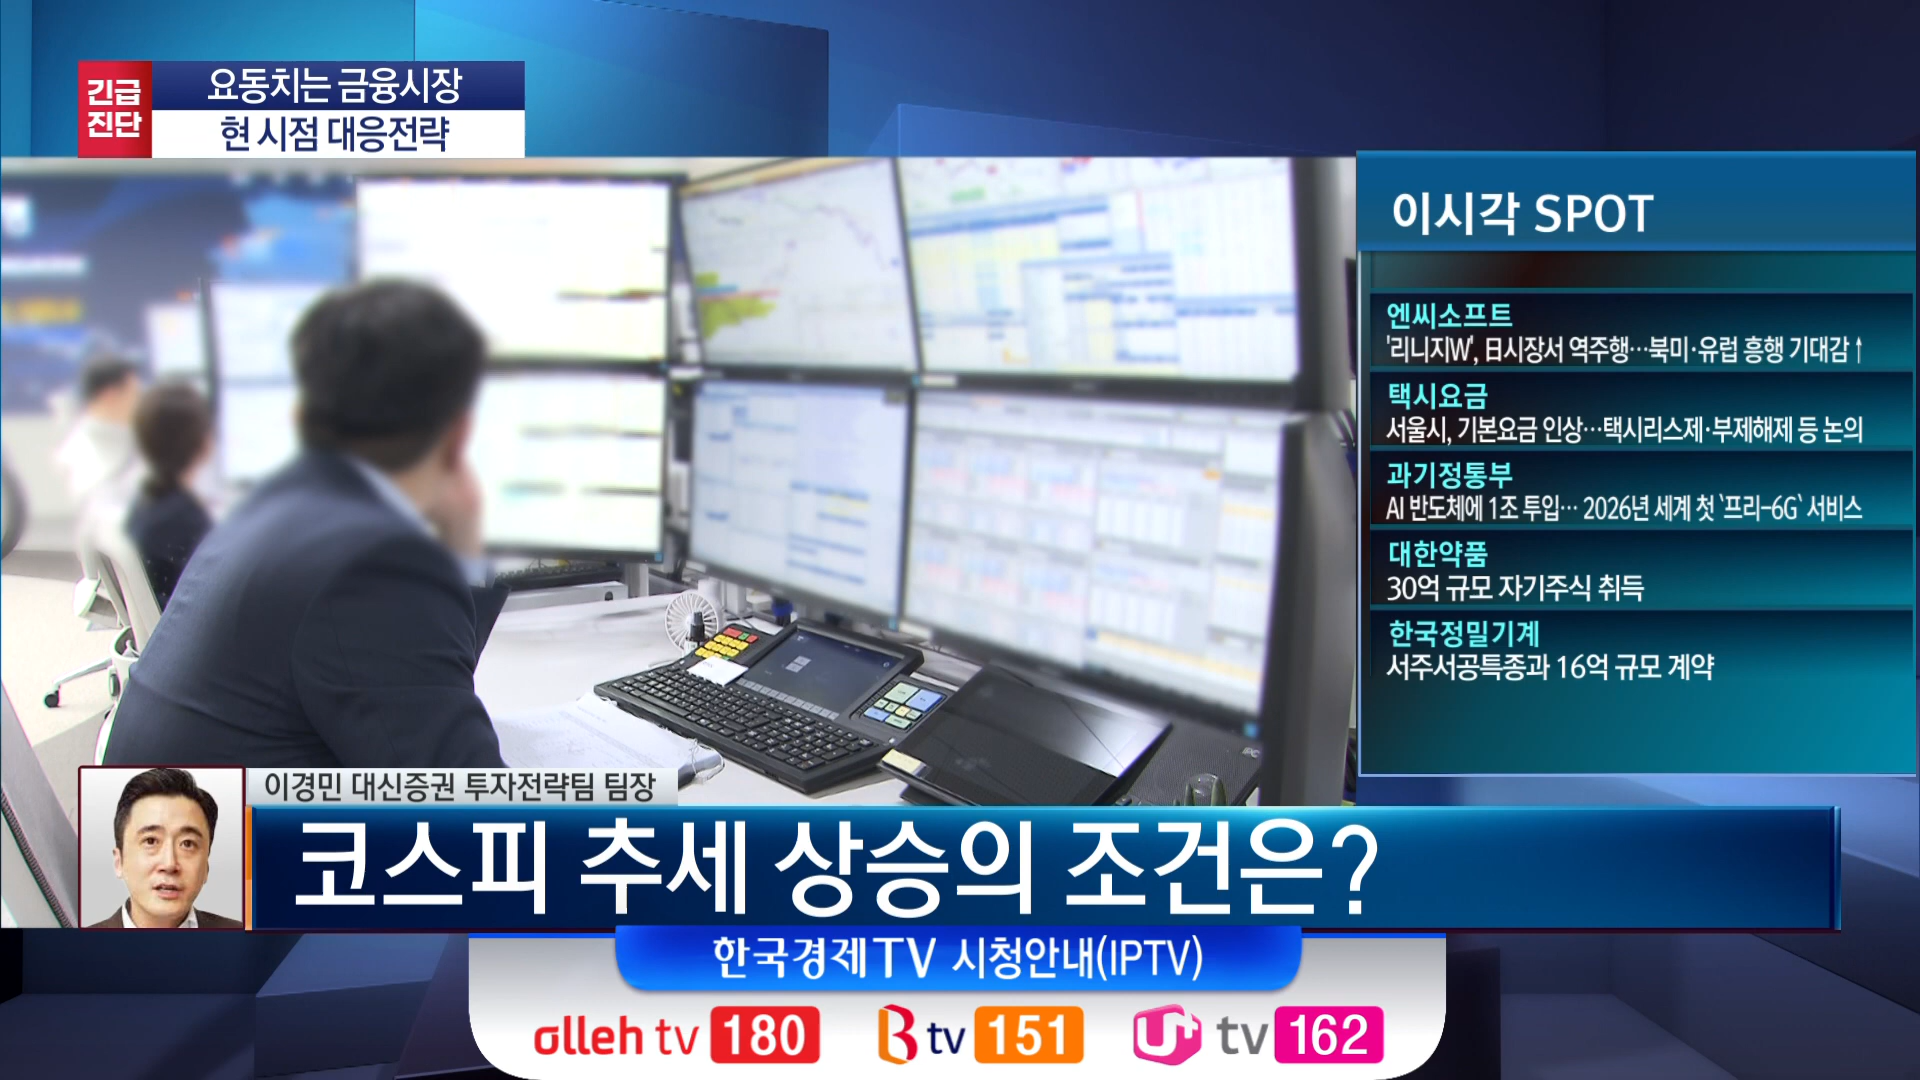 긴급
진단
요동치는 금융시장
현 시점 대응전략
이시각 SPOT
엔씨소프트
'리니지W', 日시장서 역주행…북미·유럽 흥행 기대감↑
택시요금
서울시, 기본요금 인상…택시리스제·부제해제 등 논의
과기정통부
AI 반도체에 1조 투입… 2026년 세계 첫 `프리-6G` 서비스
대한약품
30억 규모 자기주식 취득
한국정밀기계
서주서공특종과 16억 규모 계약
이경민 대신증권 투자전략팀 팀장
코스피 추세 상승의 조건은?
한국경제TV 시청안내(IPTV)
olleh tv 180
B tv 151
U+ tv 162